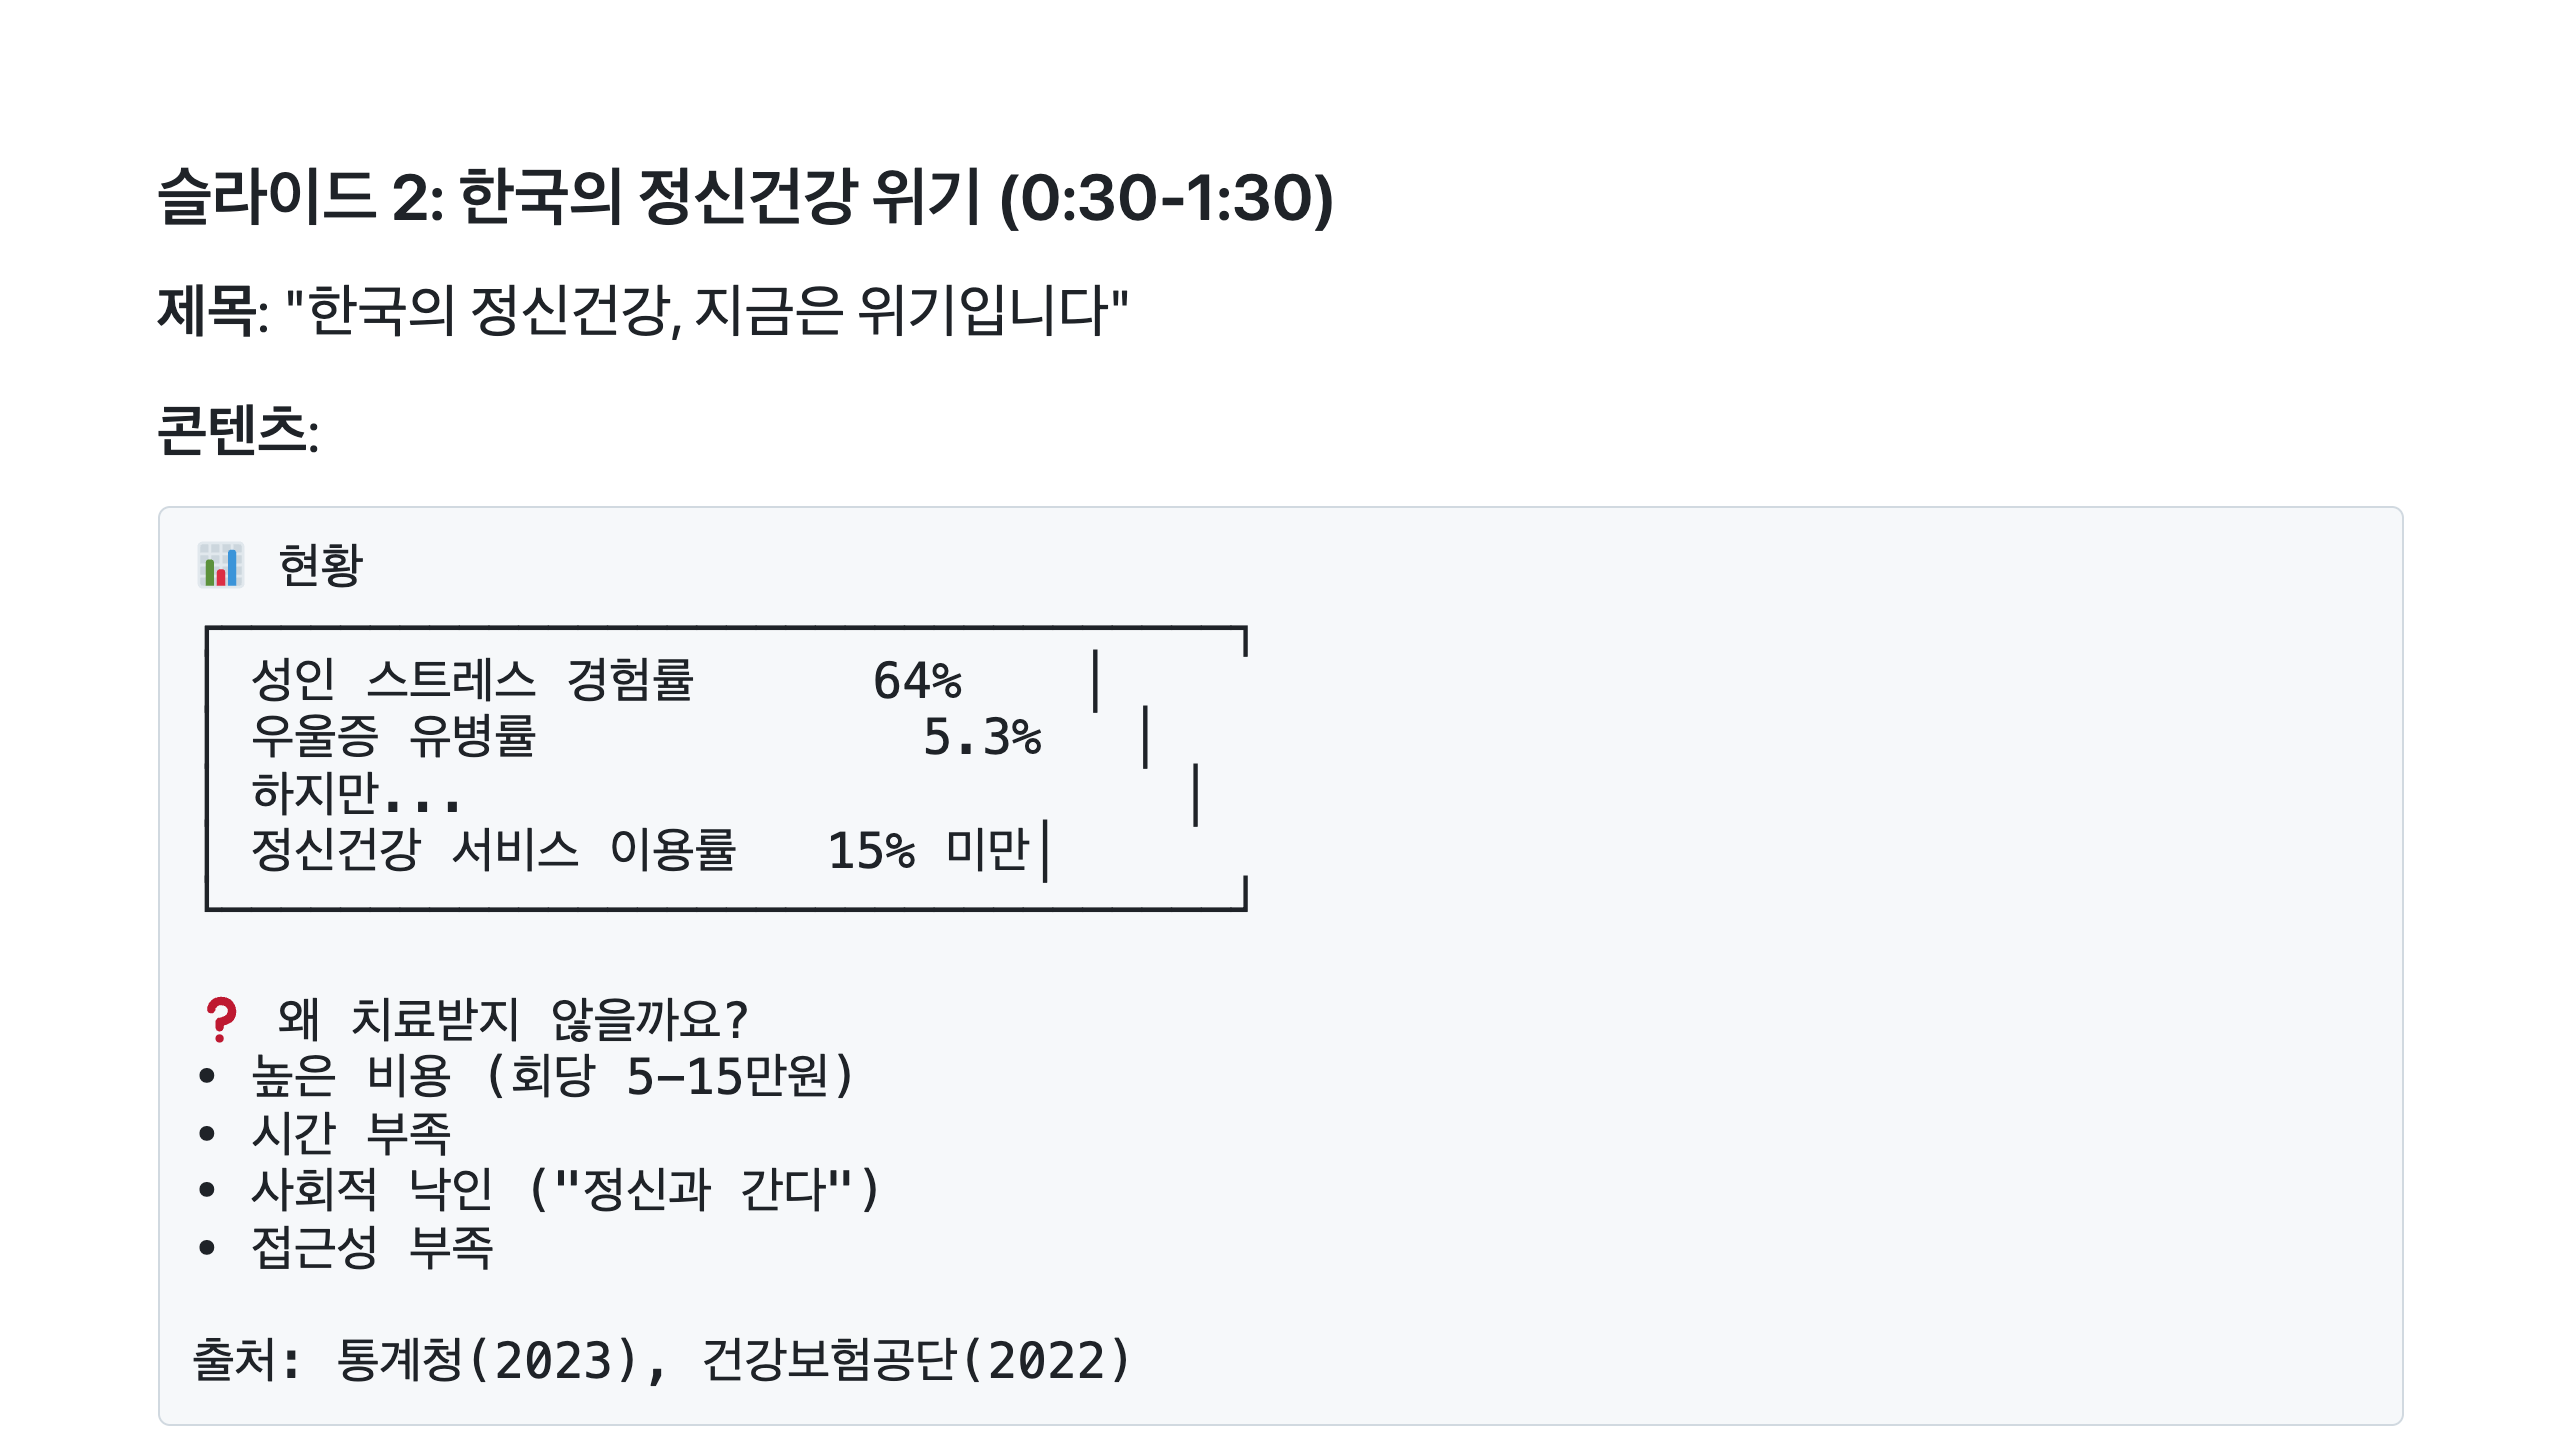 슬라이드 2: 한국의 정신건강 위기 (0:30-1:30)
제목: "한국의 정신건강, 지금은 위기입니다"
콘텐츠:
📊 현황
성인 스트레스 경험률 64%
우울증 유병률 5.3%
하지만...
정신건강 서비스 이용률 15% 미만
❓ 왜 치료받지 않을까요?
• 높은 비용 (회당 5-15만원)
• 시간 부족
• 사회적 낙인 ("정신과 간다")
• 접근성 부족
출처: 통계청(2023), 건강보험공단(2022)